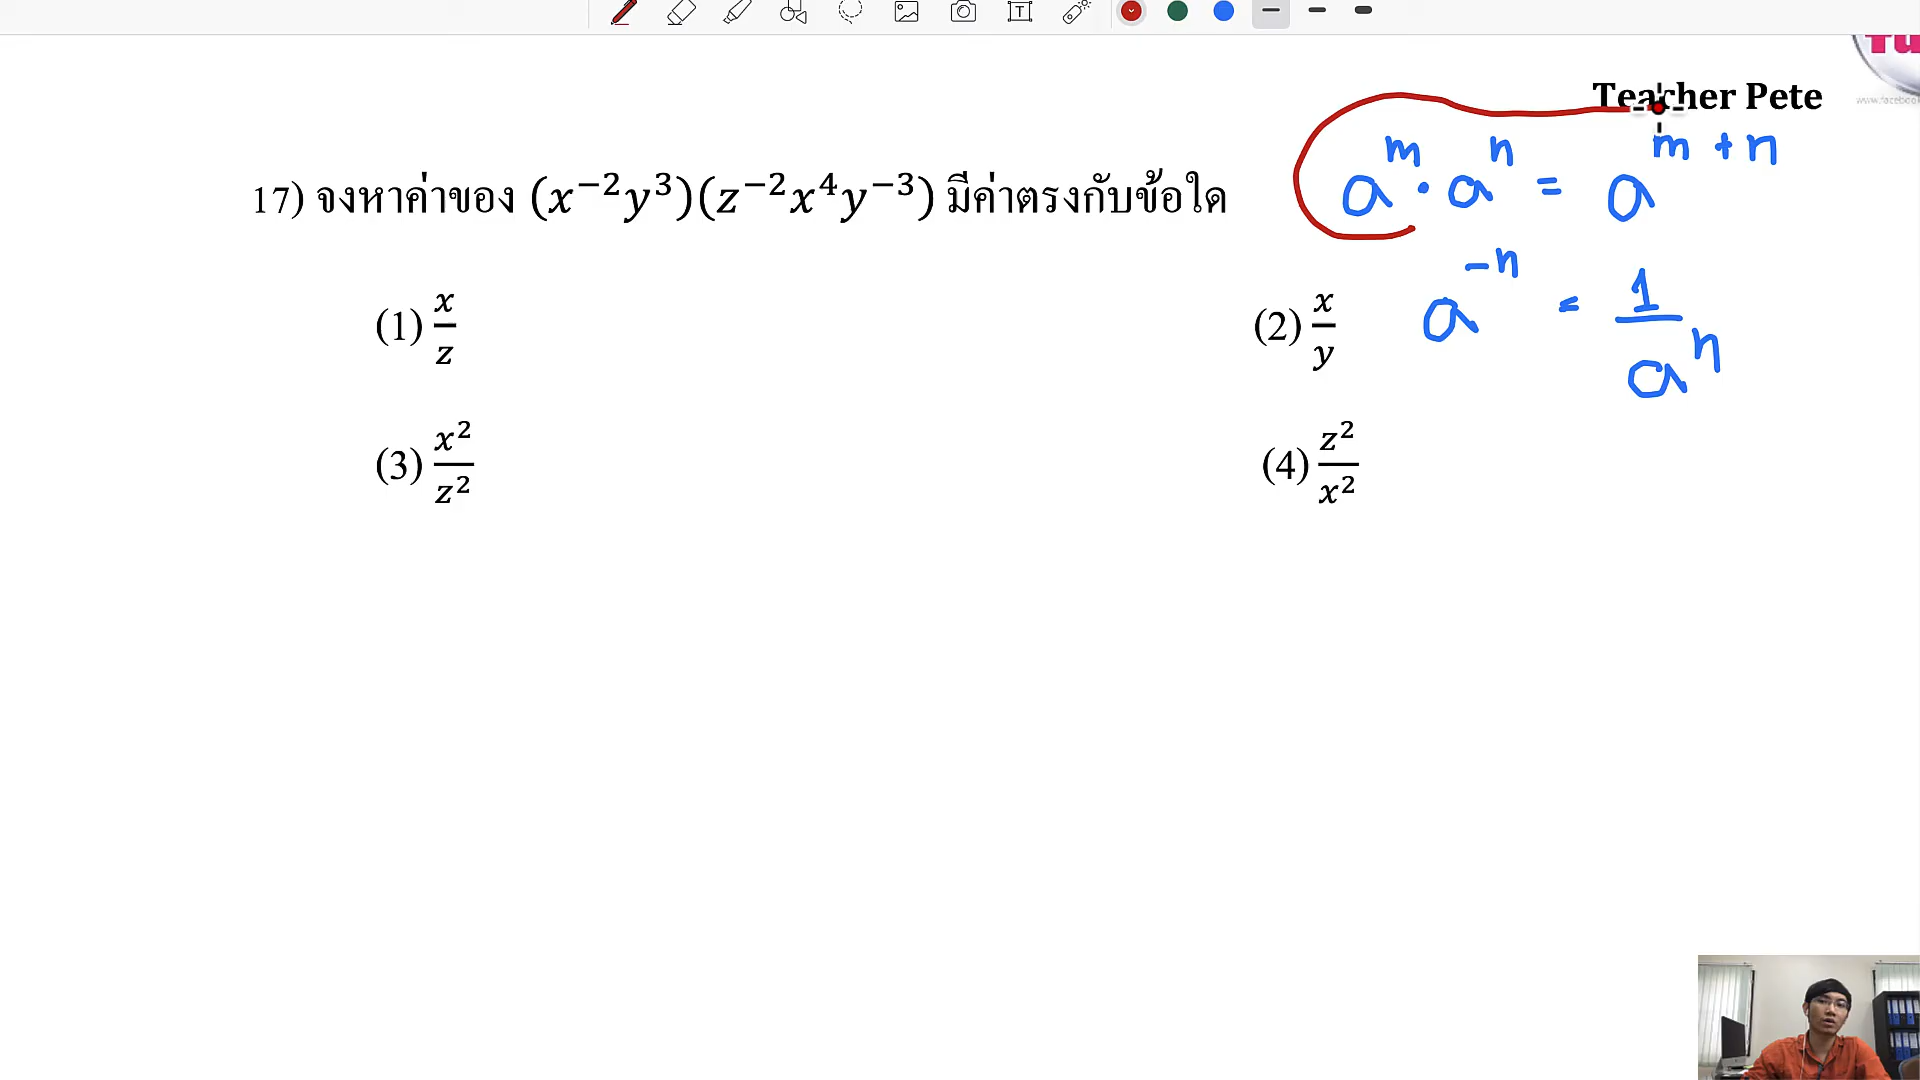 Teacher Pete
17) จงหาค่าของ (x⁻²y³)(z⁻²x⁴y⁻³) มีค่าตรงกับข้อใด
aᵐ · aⁿ = aᵐ⁺ⁿ
(1) x/z
(2) x/y
a⁻ⁿ = 1/aⁿ
(3) x²/z²
(4) z²/x²